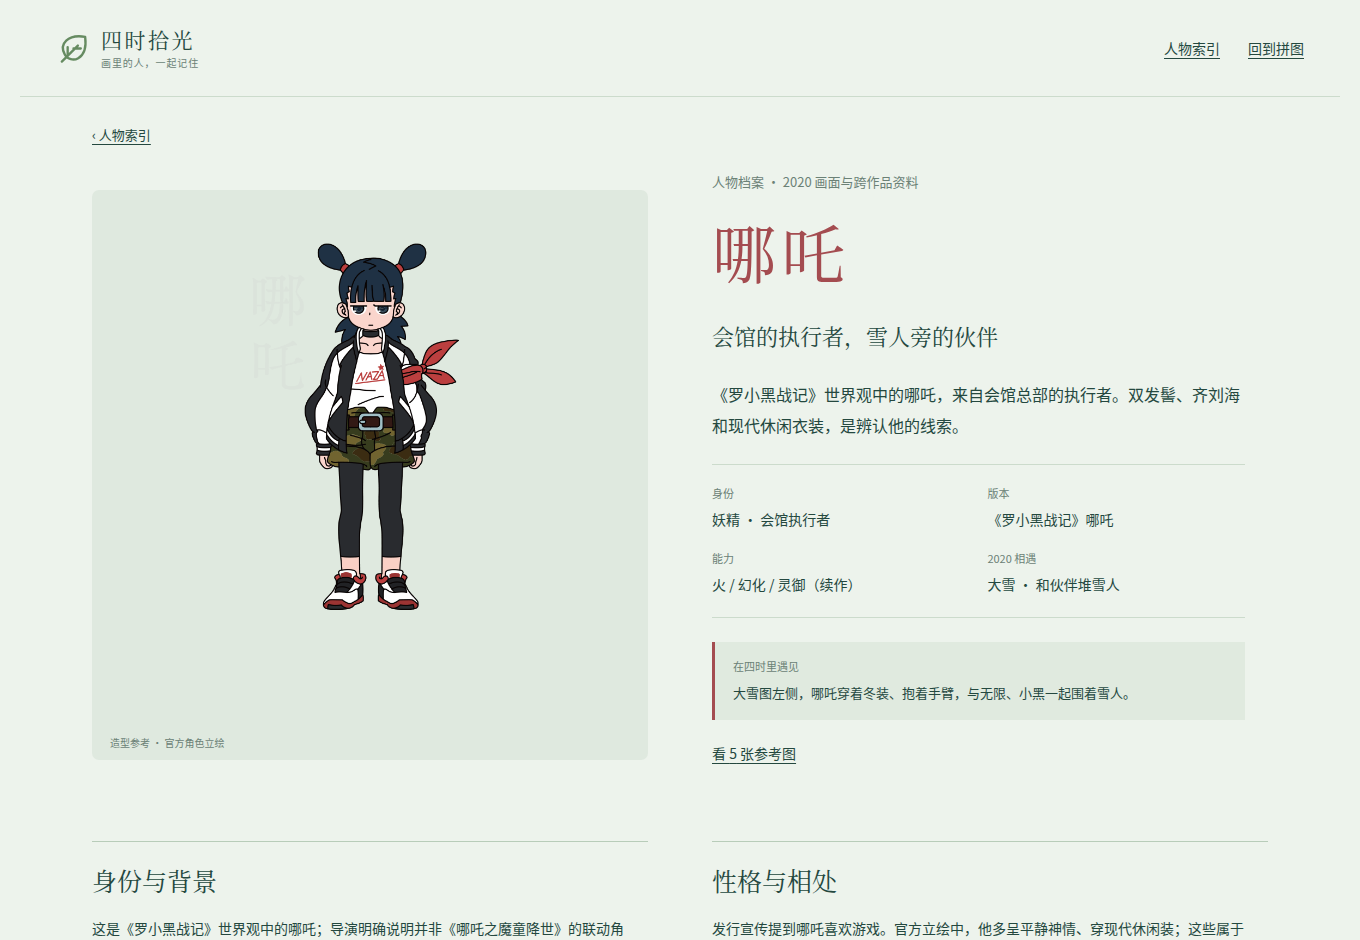 四时拾光
画里的人，一起记住
人物索引
回到拼图
‹ 人物索引
哪吒
NAZA
造型参考 · 官方角色立绘
人物档案 · 2020 画面与跨作品资料
哪吒
会馆的执行者，雪人旁的伙伴
《罗小黑战记》世界观中的哪吒，来自会馆总部的执行者。双发髻、齐刘海
和现代休闲衣装，是辨认他的线索。
身份
妖精 · 会馆执行者
版本
《罗小黑战记》哪吒
能力
火 / 幻化 / 灵御（续作）
2020 相遇
大雪 · 和伙伴堆雪人
在四时里遇见
大雪图左侧，哪吒穿着冬装、抱着手臂，与无限、小黑一起围着雪人。
看 5 张参考图
身份与背景
这是《罗小黑战记》世界观中的哪吒；导演明确说明并非《哪吒之魔童降世》的联动角
性格与相处
发行宣传提到哪吒喜欢游戏。官方立绘中，他多呈平静神情、穿现代休闲装；这些属于